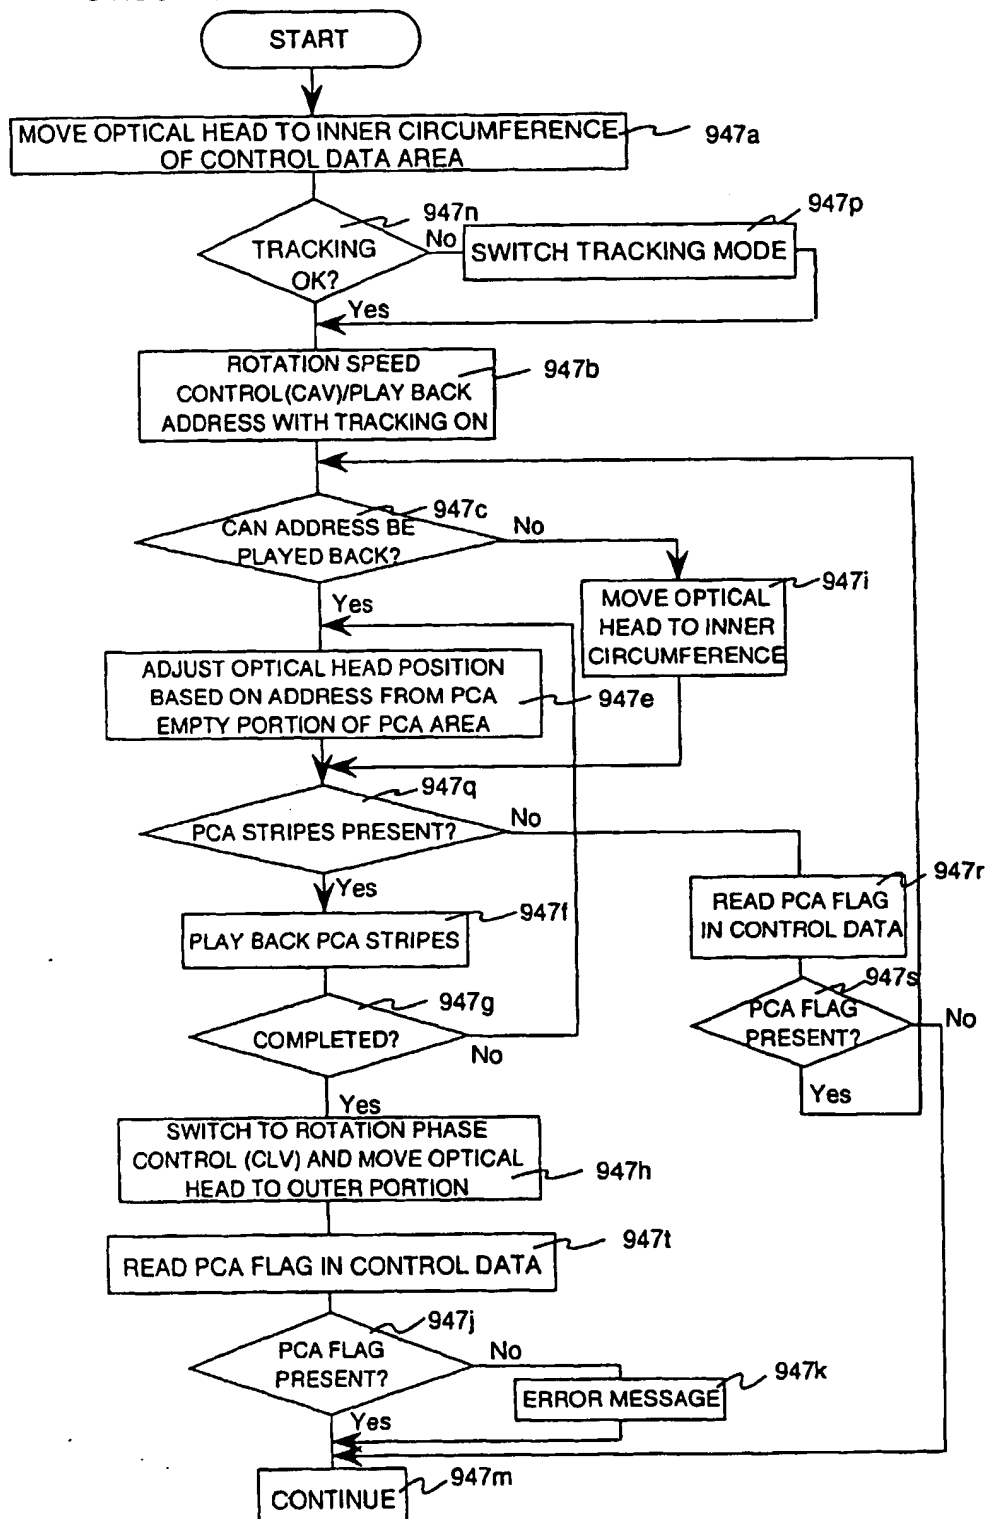 START
MOVE OPTICAL HEAD TO INNER CIRCUMFERENCE
OF CONTROL DATA AREA
947a
947n
TRACKING
OK?
No
947p
SWITCH TRACKING MODE
Yes
ROTATION SPEED
CONTROL(CAV)/PLAY BACK
ADDRESS WITH TRACKING ON
947b
947c
CAN ADDRESS BE
PLAYED BACK?
No
Yes
947i
MOVE OPTICAL
HEAD TO INNER
CIRCUMFERENCE
ADJUST OPTICAL HEAD POSITION
BASED ON ADDRESS FROM PCA
EMPTY PORTION OF PCA AREA
947e
947q
PCA STRIPES PRESENT?
No
Yes
947r
READ PCA FLAG
IN CONTROL DATA
947f
PLAY BACK PCA STRIPES
947g
COMPLETED?
No
Yes
947s
PCA FLAG
PRESENT?
No
Yes
SWITCH TO ROTATION PHASE
CONTROL (CLV) AND MOVE OPTICAL
HEAD TO OUTER PORTION
947h
947t
READ PCA FLAG IN CONTROL DATA
947j
PCA FLAG
PRESENT?
No
947k
ERROR MESSAGE
Yes
947m
CONTINUE